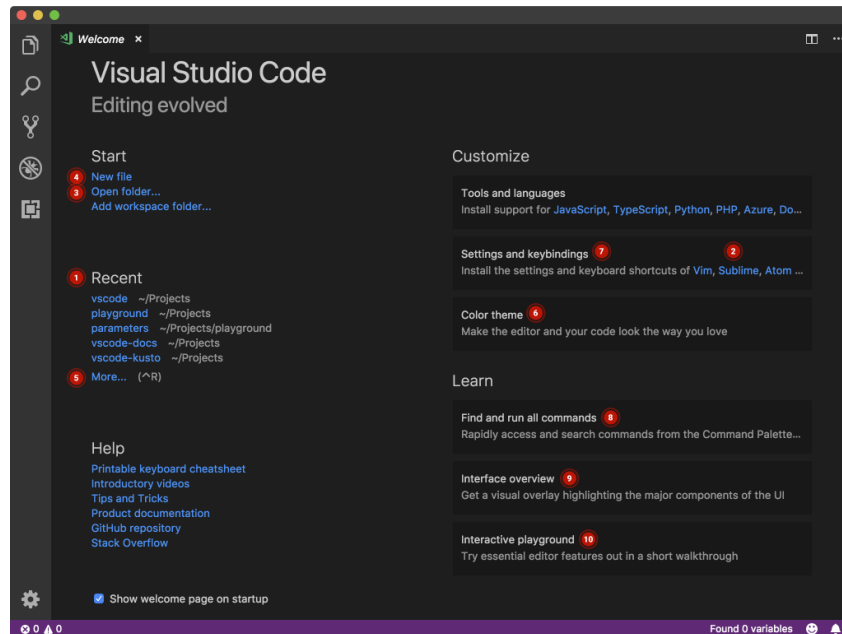 Welcome ×
Visual Studio Code
Editing evolved
Start
4 New file
3 Open folder...
Add workspace folder...
1 Recent
vscode ~/Projects
playground ~/Projects
parameters ~/Projects/playground
vscode-docs ~/Projects
vscode-kusto ~/Projects
5 More... (^R)
Help
Printable keyboard cheatsheet
Introductory videos
Tips and Tricks
Product documentation
GitHub repository
Stack Overflow
Show welcome page on startup
Customize
Tools and languages
Install support for JavaScript, TypeScript, Python, PHP, Azure, Do...
Settings and keybindings 7 2
Install the settings and keyboard shortcuts of Vim, Sublime, Atom ...
Color theme 6
Make the editor and your code look the way you love
Learn
Find and run all commands 8
Rapidly access and search commands from the Command Palette...
Interface overview 9
Get a visual overlay highlighting the major components of the UI
Interactive playground 10
Try essential editor features out in a short walkthrough
0 0 Found 0 variables